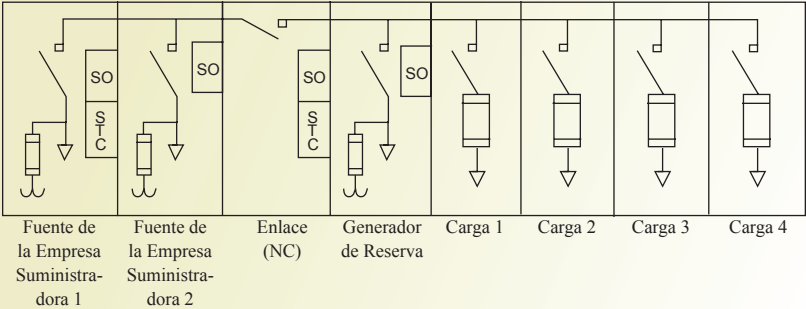 SO
S
T
C
SO
SO
S
T
C
SO
Fuente de
la Empresa
Suministra-
dora 1
Fuente de
la Empresa
Suministra-
dora 2
Enlace
(NC)
Generador
de Reserva
Carga 1
Carga 2
Carga 3
Carga 4